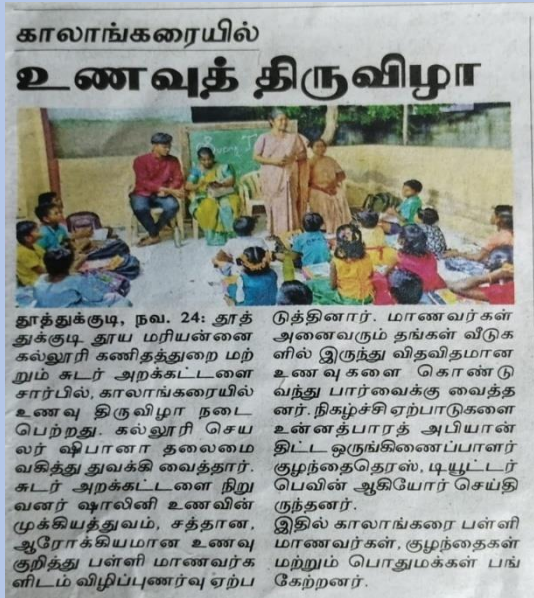 காலாங்கரையில்
உணவுத் திருவிழா
தூத்துக்குடி, நவ. 24: தூத்
துக்குடி தூய மரியன்னை
கல்லூரி கணிதத்துறை மற்
றும் சுடர் அறக்கட்டளை
சார்பில், காலாங்கரையில்
உணவு திருவிழா நடை
பெற்றது. கல்லூரி செய
லர் ஷிபானா தலைமை
வகித்து துவக்கி வைத்தார்.
சுடர் அறக்கட்டளை நிறு
வனர் ஷாலினி உணவின்
முக்கியத்துவம், சத்தான,
ஆரோக்கியமான உணவு
குறித்து பள்ளி மாணவர்க
ளிடம் விழிப்புணர்வு ஏற்ப
டுத்தினார். மாணவர்கள்
அனைவரும் தங்கள் வீடுக
ளில் இருந்து விதவிதமான
உணவுகளை கொண்டு
வந்து பார்வைக்கு வைத்த
னர். நிகழ்ச்சி ஏற்பாடுகளை
உன்னத்பாரத் அபியான்
திட்ட ஒருங்கிணைப்பாளர்
குழந்தைதெரஸ், டியூட்டர்
பெவின் ஆகியோர் செய்தி
ருந்தனர்.
இதில் காலாங்கரை பள்ளி
மாணவர்கள், குழந்தைகள்
மற்றும் பொதுமக்கள் பங்
கேற்றனர்.